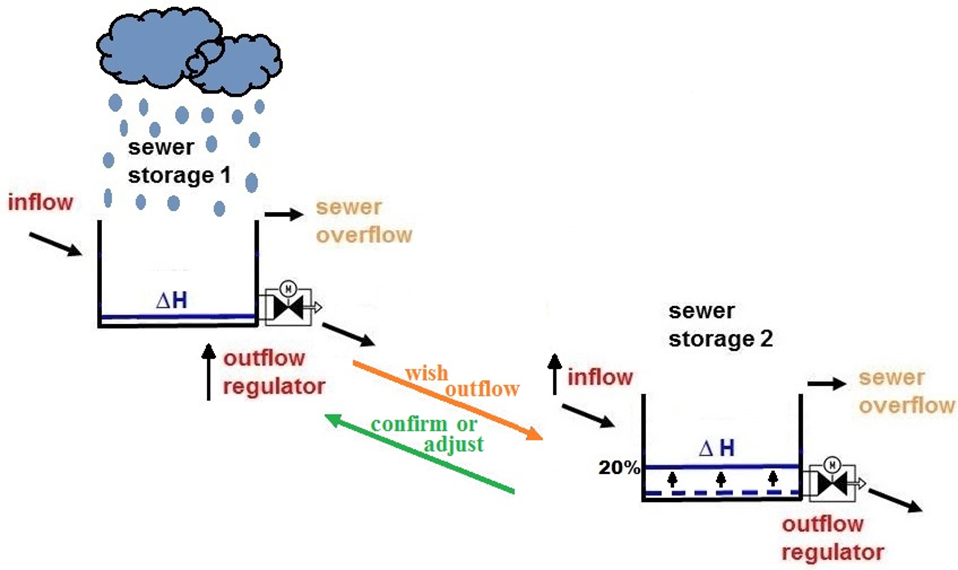 sewer
storage 1
inflow
sewer
overflow
ΔH
M
outflow
regulator
wish
outflow
confirm or
adjust
sewer
storage 2
inflow
sewer
overflow
Δ H
20%
M
outflow
regulator